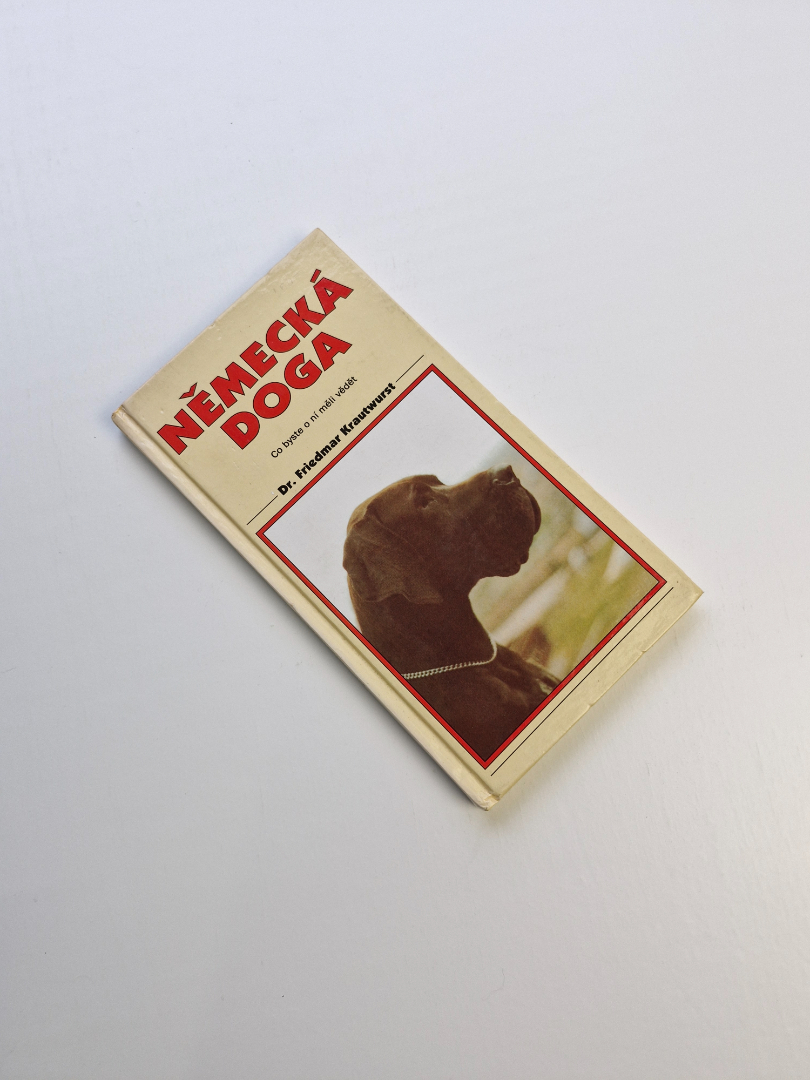 NĚMECKÁ
DOGA
Co byste o ní měli vědět
Dr. Friedmar Krautwurst